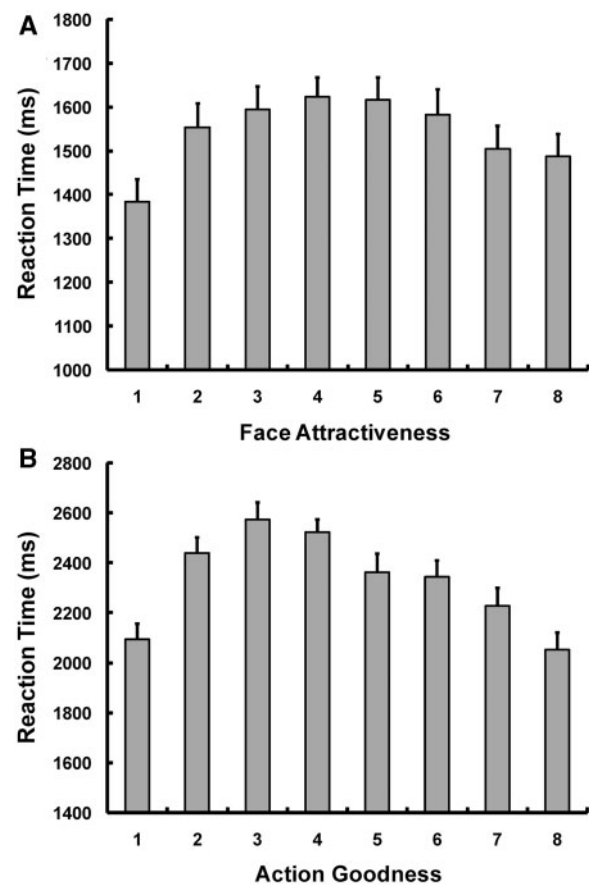 A
1800
1700
1600
1500
1400
1300
1200
1100
1000
Reaction Time (ms)
1 2 3 4 5 6 7 8
Face Attractiveness
B
2800
2600
2400
2200
2000
1800
1600
1400
Reaction Time (ms)
1 2 3 4 5 6 7 8
Action Goodness